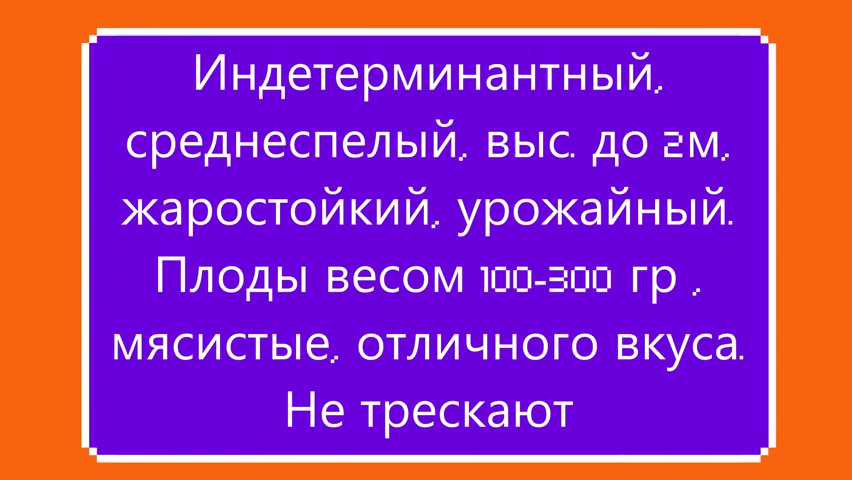 Индетерминантный,
среднеспелый, выс. до 2м,
жаростойкий, урожайный.
Плоды весом 100-300 гр ,
мясистые, отличного вкуса.
Не трескают